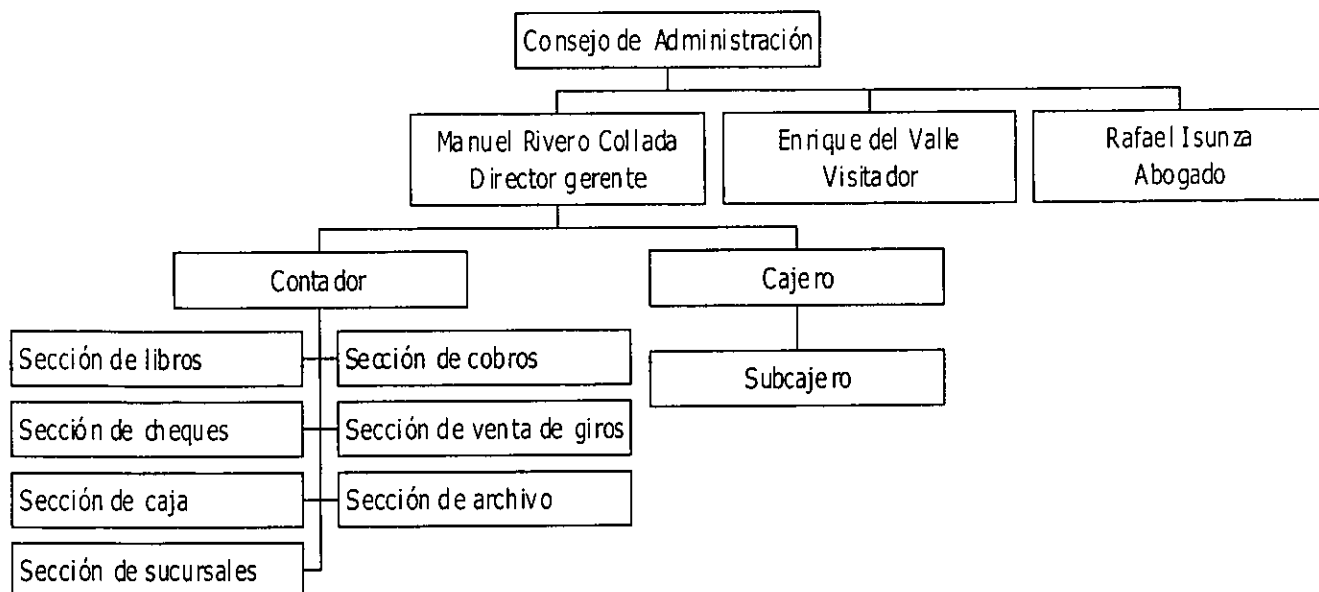 Consejo de Administración
Manuel Rivero Collada
Director gerente
Enrique del Valle
Visitador
Rafael Isunza
Abogado
Contador
Cajero
Sección de libros
Sección de cobros
Subcajero
Sección de cheques
Sección de venta de giros
Sección de caja
Sección de archivo
Sección de sucursales